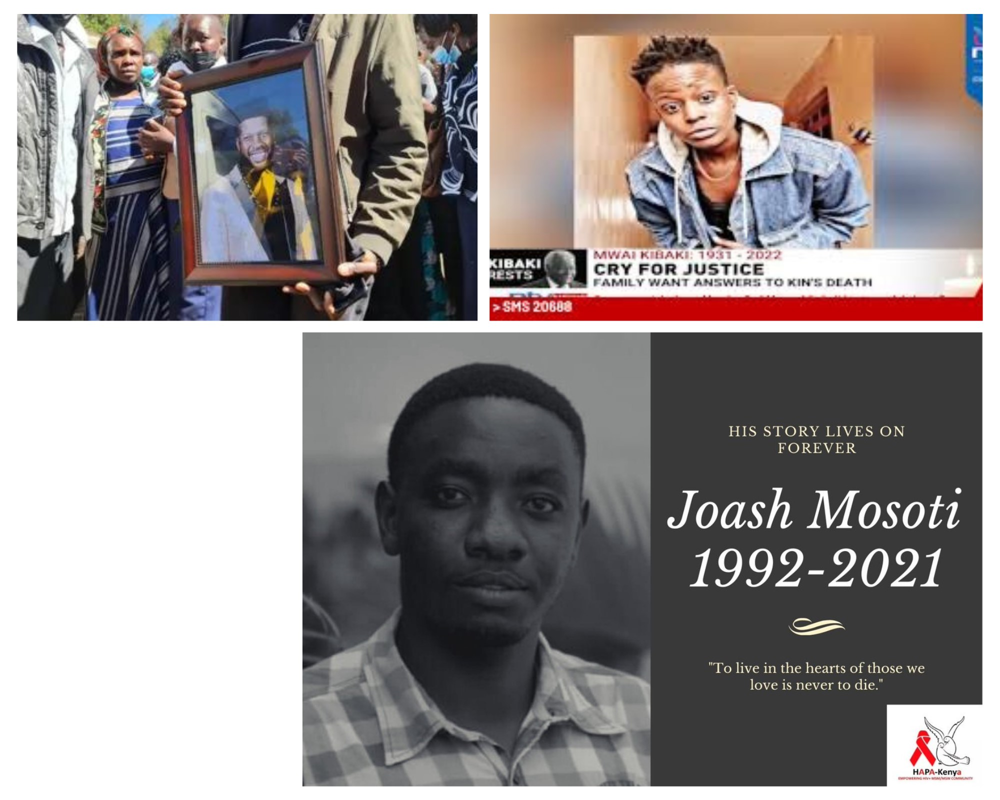 KIBAKI
RESTS
MWAI KIBAKI: 1931 - 2022
CRY FOR JUSTICE
FAMILY WANT ANSWERS TO KIN'S DEATH
> SMS 20688
HIS STORY LIVES ON
FOREVER
Joash Mosoti
1992-2021
"To live in the hearts of those we
love is never to die."
HAPA-Kenya
EMPOWERING HIV+ MSM/MSW COMMUNITY